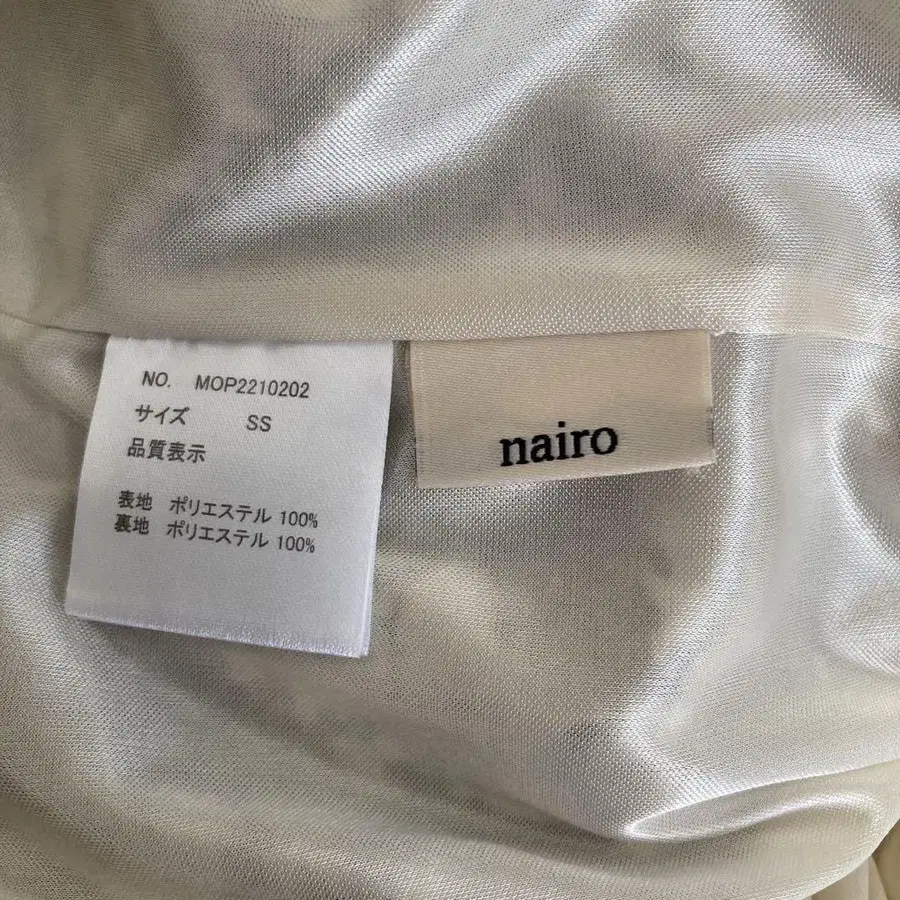 NO. MOP2210202
サイズ SS
品質表示
表地 ポリエステル 100%
裏地 ポリエステル 100%
nairo